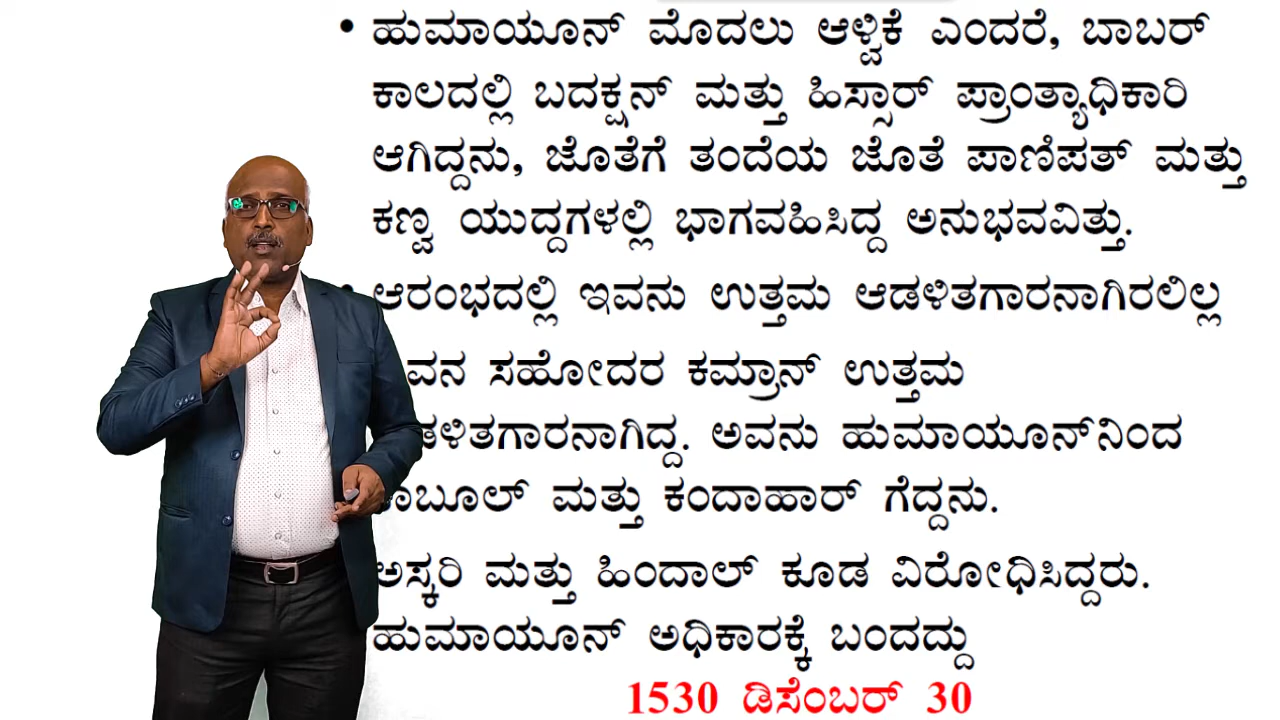 • ಹುಮಾಯೂನ್ ಮೊದಲು ಆಳ್ವಿಕೆ ಎಂದರೆ, ಬಾಬರ್
ಕಾಲದಲ್ಲಿ ಬದಕ್ಷನ್ ಮತ್ತು ಹಿಸ್ಸಾರ್ ಪ್ರಾಂತ್ಯಾಧಿಕಾರಿ
ಆಗಿದ್ದನು, ಜೊತೆಗೆ ತಂದೆಯ ಜೊತೆ ಪಾಣಿಪತ್ ಮತ್ತು
ಕಣ್ವ ಯುದ್ದಗಳಲ್ಲಿ ಭಾಗವಹಿಸಿದ್ದ ಅನುಭವವಿತ್ತು.
ಆರಂಭದಲ್ಲಿ ಇವನು ಉತ್ತಮ ಆಡಳಿತಗಾರನಾಗಿರಲಿಲ್ಲ
ಸಹೋದರ ಕಮ್ರಾನ್ ಉತ್ತಮ
ಅವನು ಹುಮಾಯೂನ್‌ನಿಂದ
ಮತ್ತು ಕಂದಾಹಾರ್ ಗೆದ್ದನು.
ಅಸ್ಕರಿ ಮತ್ತು ಹಿಂದಾಲ್ ಕೂಡ ವಿರೋಧಿಸಿದ್ದರು.
ಹುಮಾಯೂನ್ ಅಧಿಕಾರಕ್ಕೆ ಬಂದದ್ದು
1530 ಡಿಸೆಂಬರ್ 30